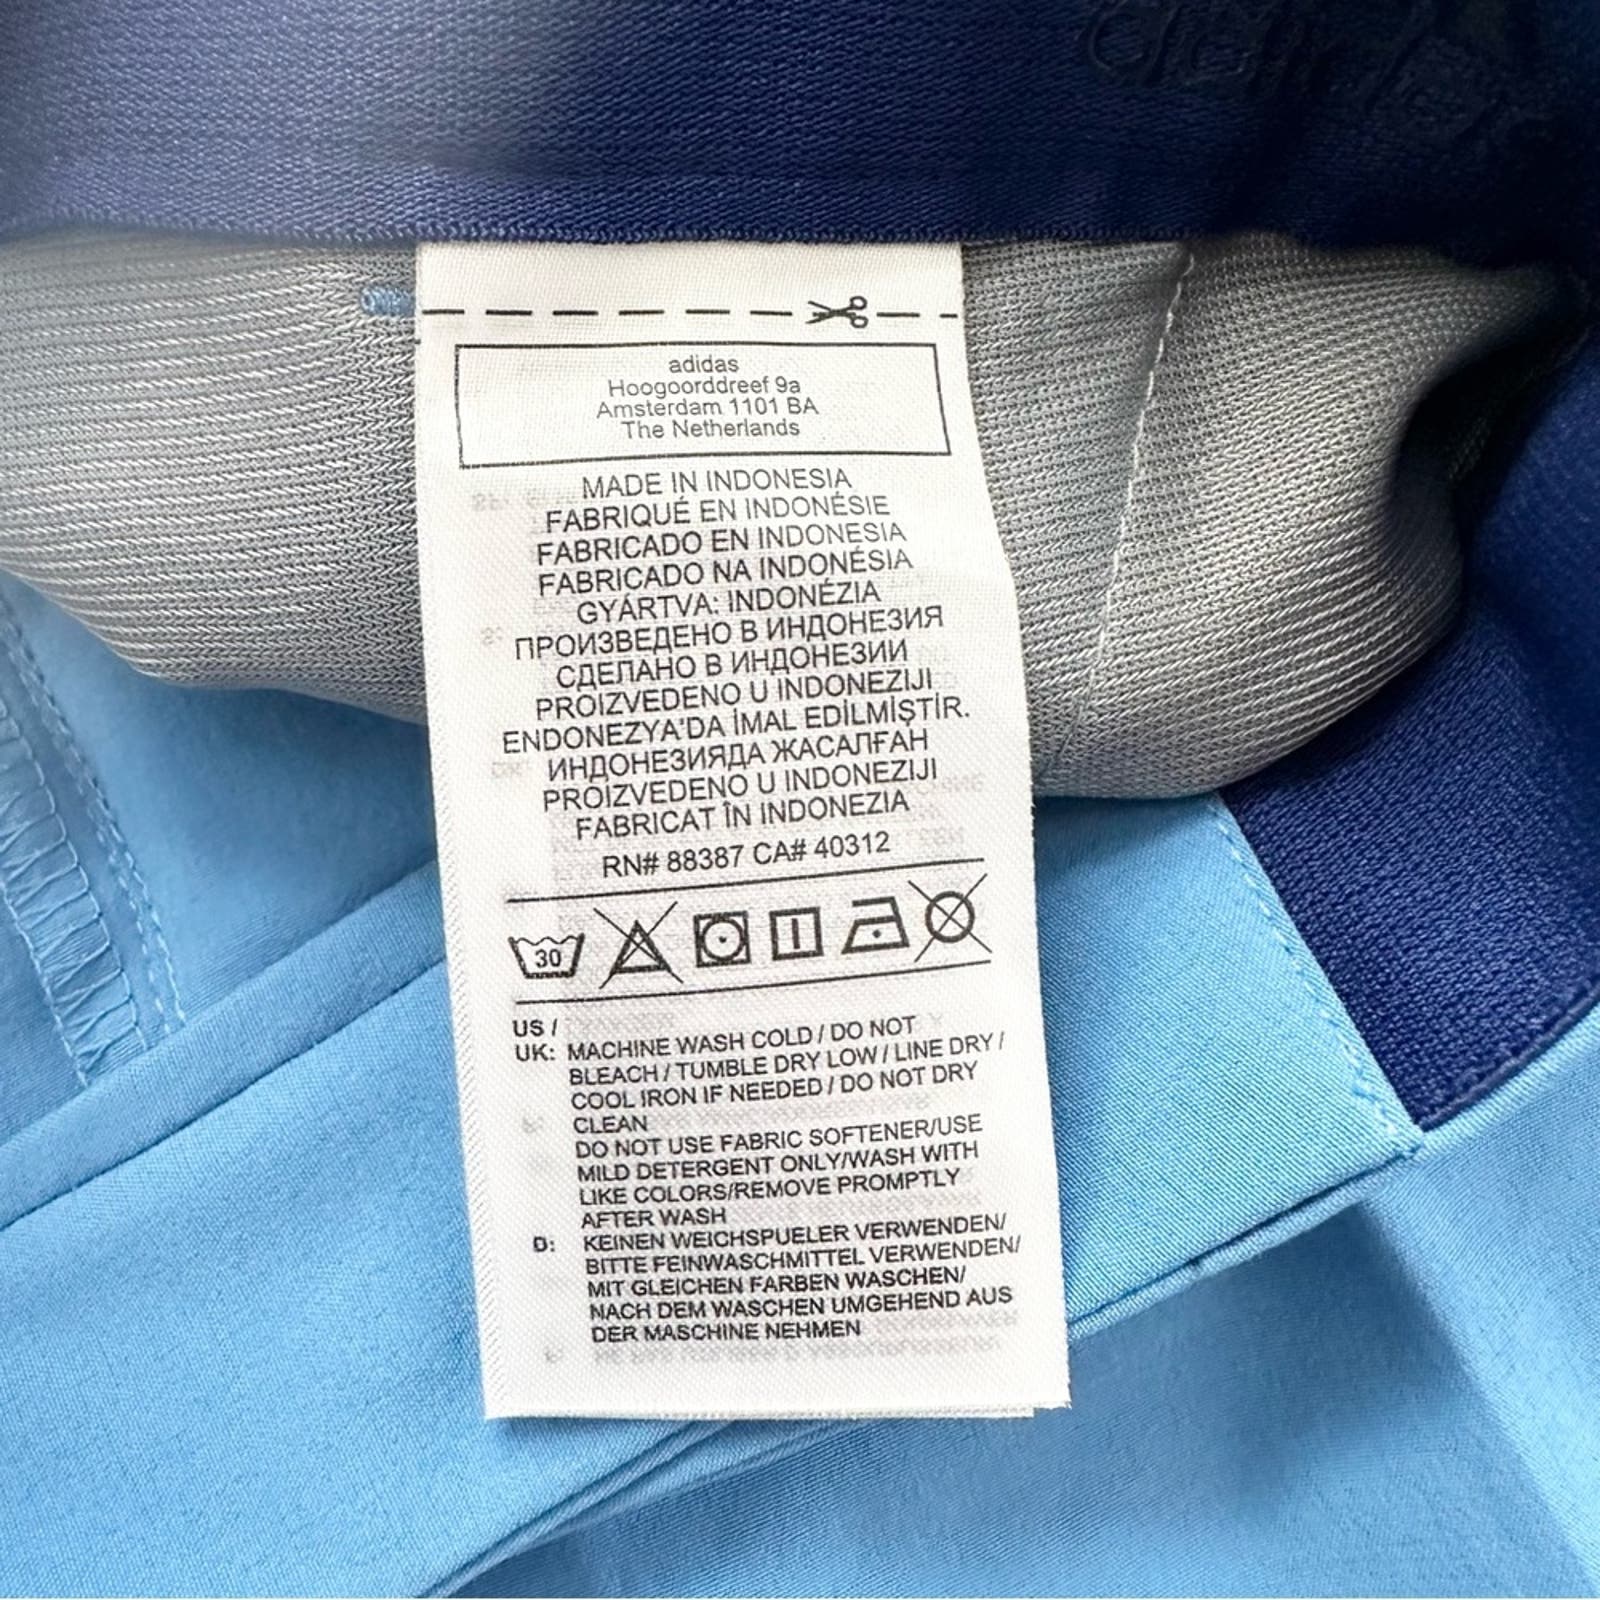 adidas
Hoogoorddreef 9a
Amsterdam 1101 BA
The Netherlands
MADE IN INDONESIA
FABRIQUÉ EN INDONÉSIE
FABRICADO EN INDONESIA
FABRICADO NA INDONÉSIA
GYÁRTVA: INDONÉZIA
ПРОИЗВЕДЕНО В ИНДОНЕЗИЯ
СДЕЛАНО В ИНДОНЕЗИИ
PROIZVEDENO U INDONEZIJI
ENDONEZYA'DA İMAL EDİLMİŞTİR.
ИНДОНЕЗИЯДА ЖАСАЛҒАН
PROIZVEDENO U INDONEZIJI
FABRICAT ÎN INDONEZIA
RN# 88387 CA# 40312
30
US /
UK: MACHINE WASH COLD / DO NOT
BLEACH / TUMBLE DRY LOW / LINE DRY /
COOL IRON IF NEEDED / DO NOT DRY
CLEAN
DO NOT USE FABRIC SOFTENER/USE
MILD DETERGENT ONLY/WASH WITH
LIKE COLORS/REMOVE PROMPTLY
AFTER WASH
D: KEINEN WEICHSPUELER VERWENDEN/
BITTE FEINWASCHMITTEL VERWENDEN/
MIT GLEICHEN FARBEN WASCHEN/
NACH DEM WASCHEN UMGEHEND AUS
DER MASCHINE NEHMEN